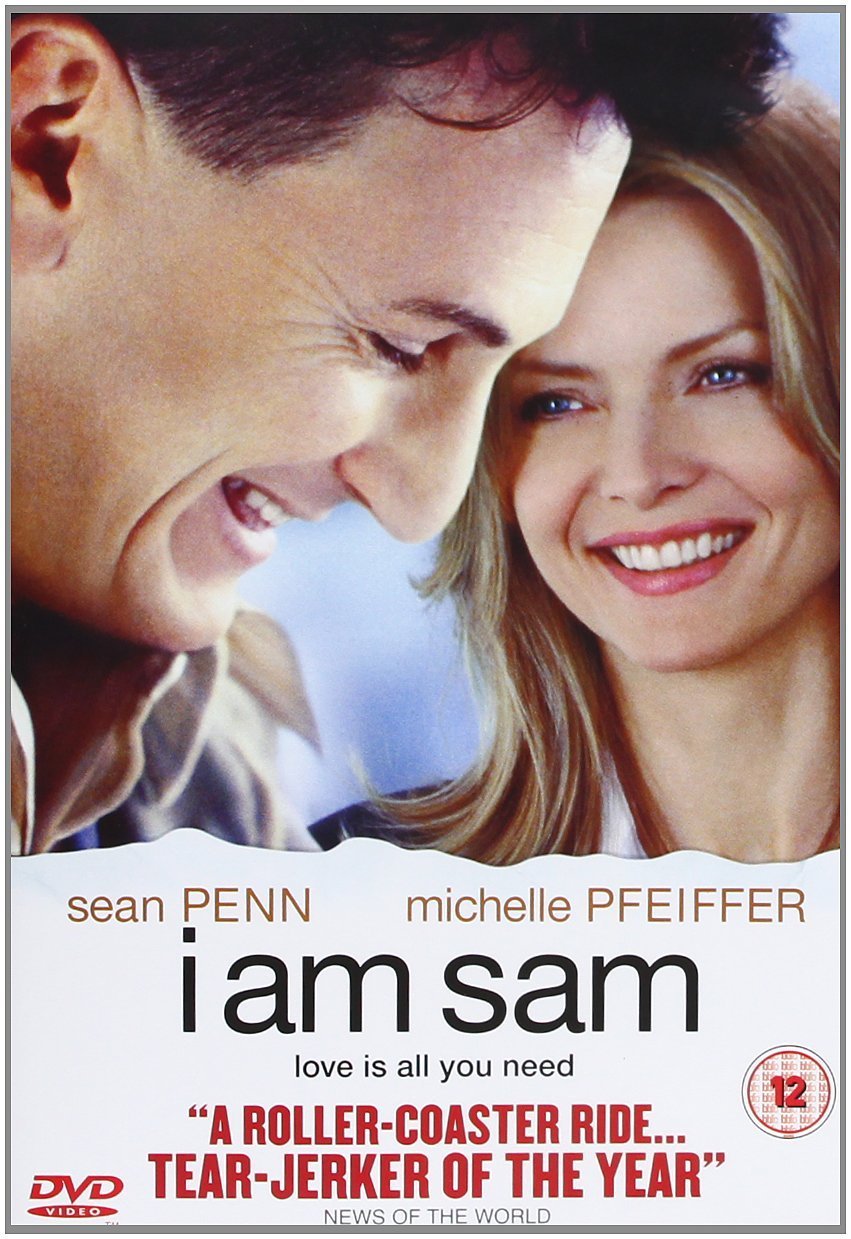 sean PENN michelle PFEIFFER
i am sam
love is all you need
12
“A ROLLER-COASTER RIDE...
TEAR-JERKER OF THE YEAR”
NEWS OF THE WORLD
DVD
VIDEO
TM